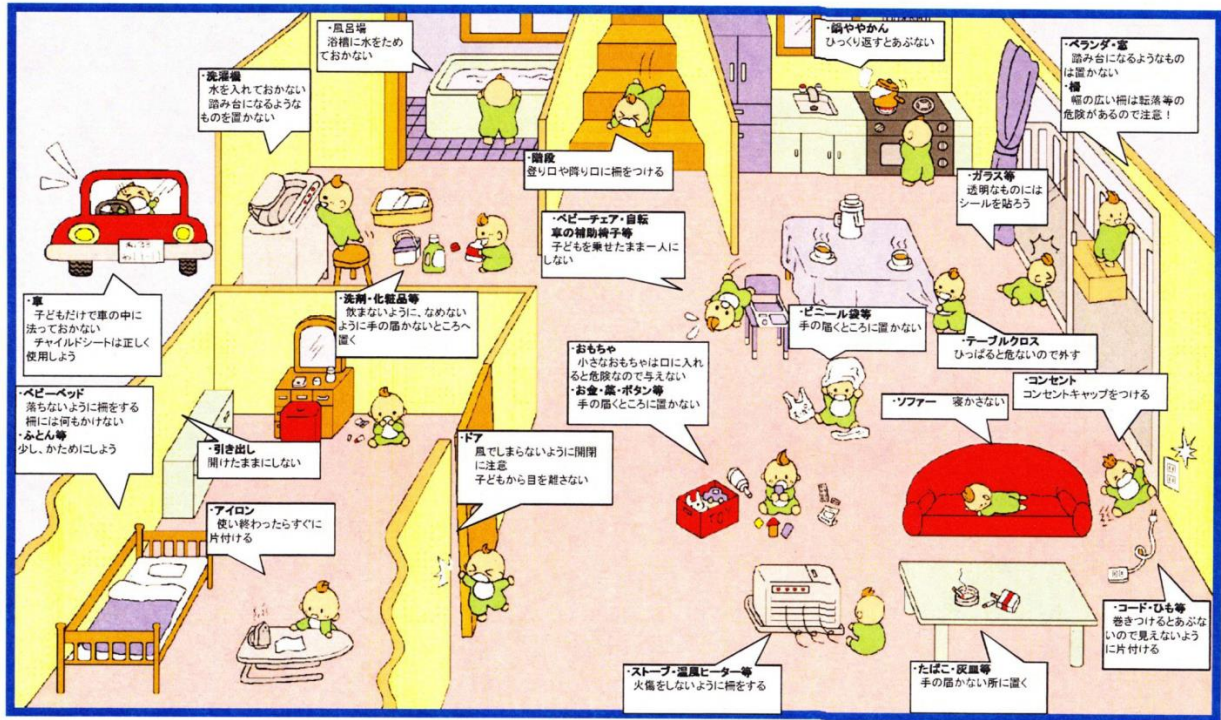 ・風呂場
浴槽に水をため
ておかない
・鍋ややかん
ひっくり返すとあぶない
・ベランダ・窓
踏み台になるようなもの
は置かない
・柵
幅の広い柵は転落等の
危険があるので注意！
・洗濯機
水を入れておかない
踏み台になるような
ものを置かない
・階段
登り口や降り口に柵をつける
・ガラス等
透明なものには
シールを貼ろう
・ベビーチェア・自転
車の補助椅子等
子どもを乗せたまま一人に
しない
・車
子どもだけで車の中に
法っておかない
チャイルドシートは正しく
使用しよう
・洗剤・化粧品等
飲まないように、なめない
ように手の届かないところへ
置く
・ビニール袋等
手の届くところに置かない
・テーブルクロス
ひっぱると危ないので外す
・おもちゃ
小さなおもちゃは口に入れ
ると危険なので与えない
・お金・薬・ボタン等
手の届くところに置かない
・コンセント
コンセントキャップをつける
・ソファー　寝かさない
・ベビーベッド
落ちないように柵をする
柵には何もかけない
・ふとん等
少し、かためにしよう
・引き出し
開けたままにしない
・ドア
風でしまらないように開閉
に注意
子どもから目を離さない
・アイロン
使い終わったらすぐに
片付ける
・コード・ひも等
巻きつけるとあぶな
いので見えないよう
に片付ける
・ストーブ・温風ヒーター等
火傷をしないように柵をする
・たばこ・灰皿等
手の届かない所に置く